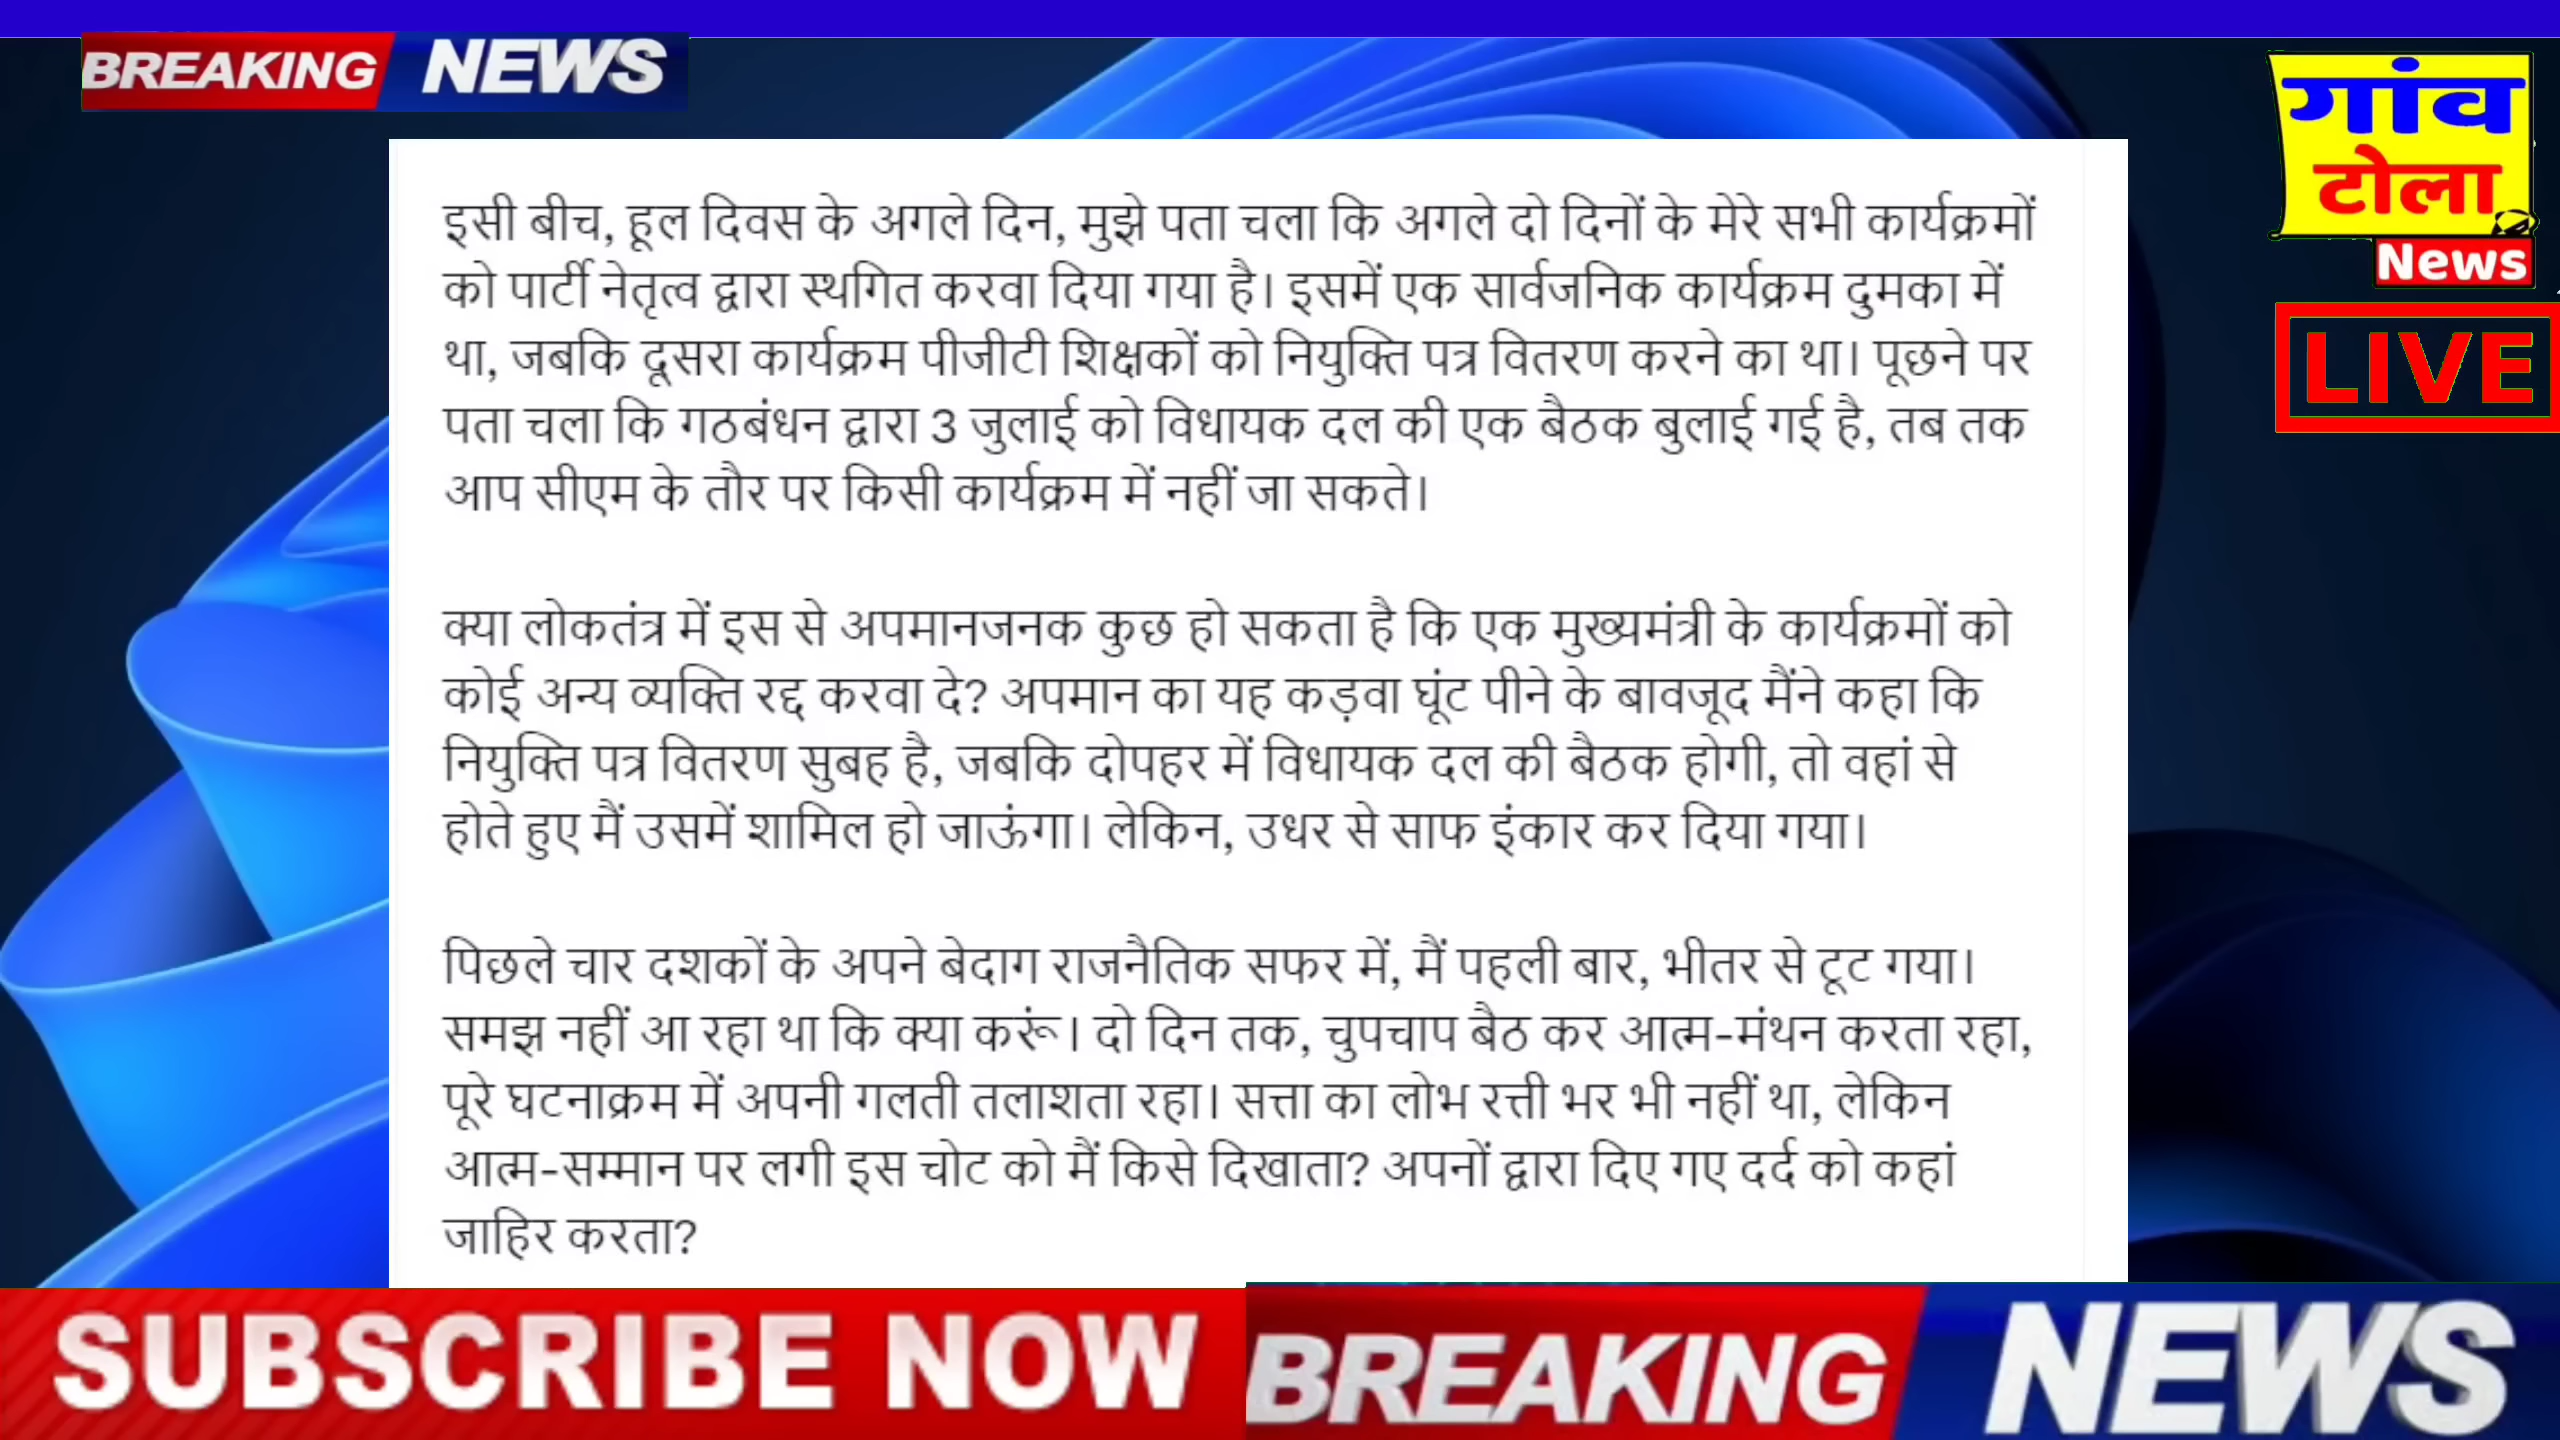 BREAKING NEWS
गांव
टोला
News
LIVE
इसी बीच, हूल दिवस के अगले दिन, मुझे पता चला कि अगले दो दिनों के मेरे सभी कार्यक्रमों
को पार्टी नेतृत्व द्वारा स्थगित करवा दिया गया है। इसमें एक सार्वजनिक कार्यक्रम दुमका में
था, जबकि दूसरा कार्यक्रम पीजीटी शिक्षकों को नियुक्ति पत्र वितरण करने का था। पूछने पर
पता चला कि गठबंधन द्वारा 3 जुलाई को विधायक दल की एक बैठक बुलाई गई है, तब तक
आप सीएम के तौर पर किसी कार्यक्रम में नहीं जा सकते।
क्या लोकतंत्र में इस से अपमानजनक कुछ हो सकता है कि एक मुख्यमंत्री के कार्यक्रमों को
कोई अन्य व्यक्ति रद्द करवा दे? अपमान का यह कड़वा घूंट पीने के बावजूद मैंने कहा कि
नियुक्ति पत्र वितरण सुबह है, जबकि दोपहर में विधायक दल की बैठक होगी, तो वहां से
होते हुए मैं उसमें शामिल हो जाऊंगा। लेकिन, उधर से साफ इंकार कर दिया गया।
पिछले चार दशकों के अपने बेदाग राजनैतिक सफर में, मैं पहली बार, भीतर से टूट गया।
समझ नहीं आ रहा था कि क्या करूं। दो दिन तक, चुपचाप बैठ कर आत्म-मंथन करता रहा,
पूरे घटनाक्रम में अपनी गलती तलाशता रहा। सत्ता का लोभ रत्ती भर भी नहीं था, लेकिन
आत्म-सम्मान पर लगी इस चोट को मैं किसे दिखाता? अपनों द्वारा दिए गए दर्द को कहां
जाहिर करता?
SUBSCRIBE NOW
BREAKING NEWS